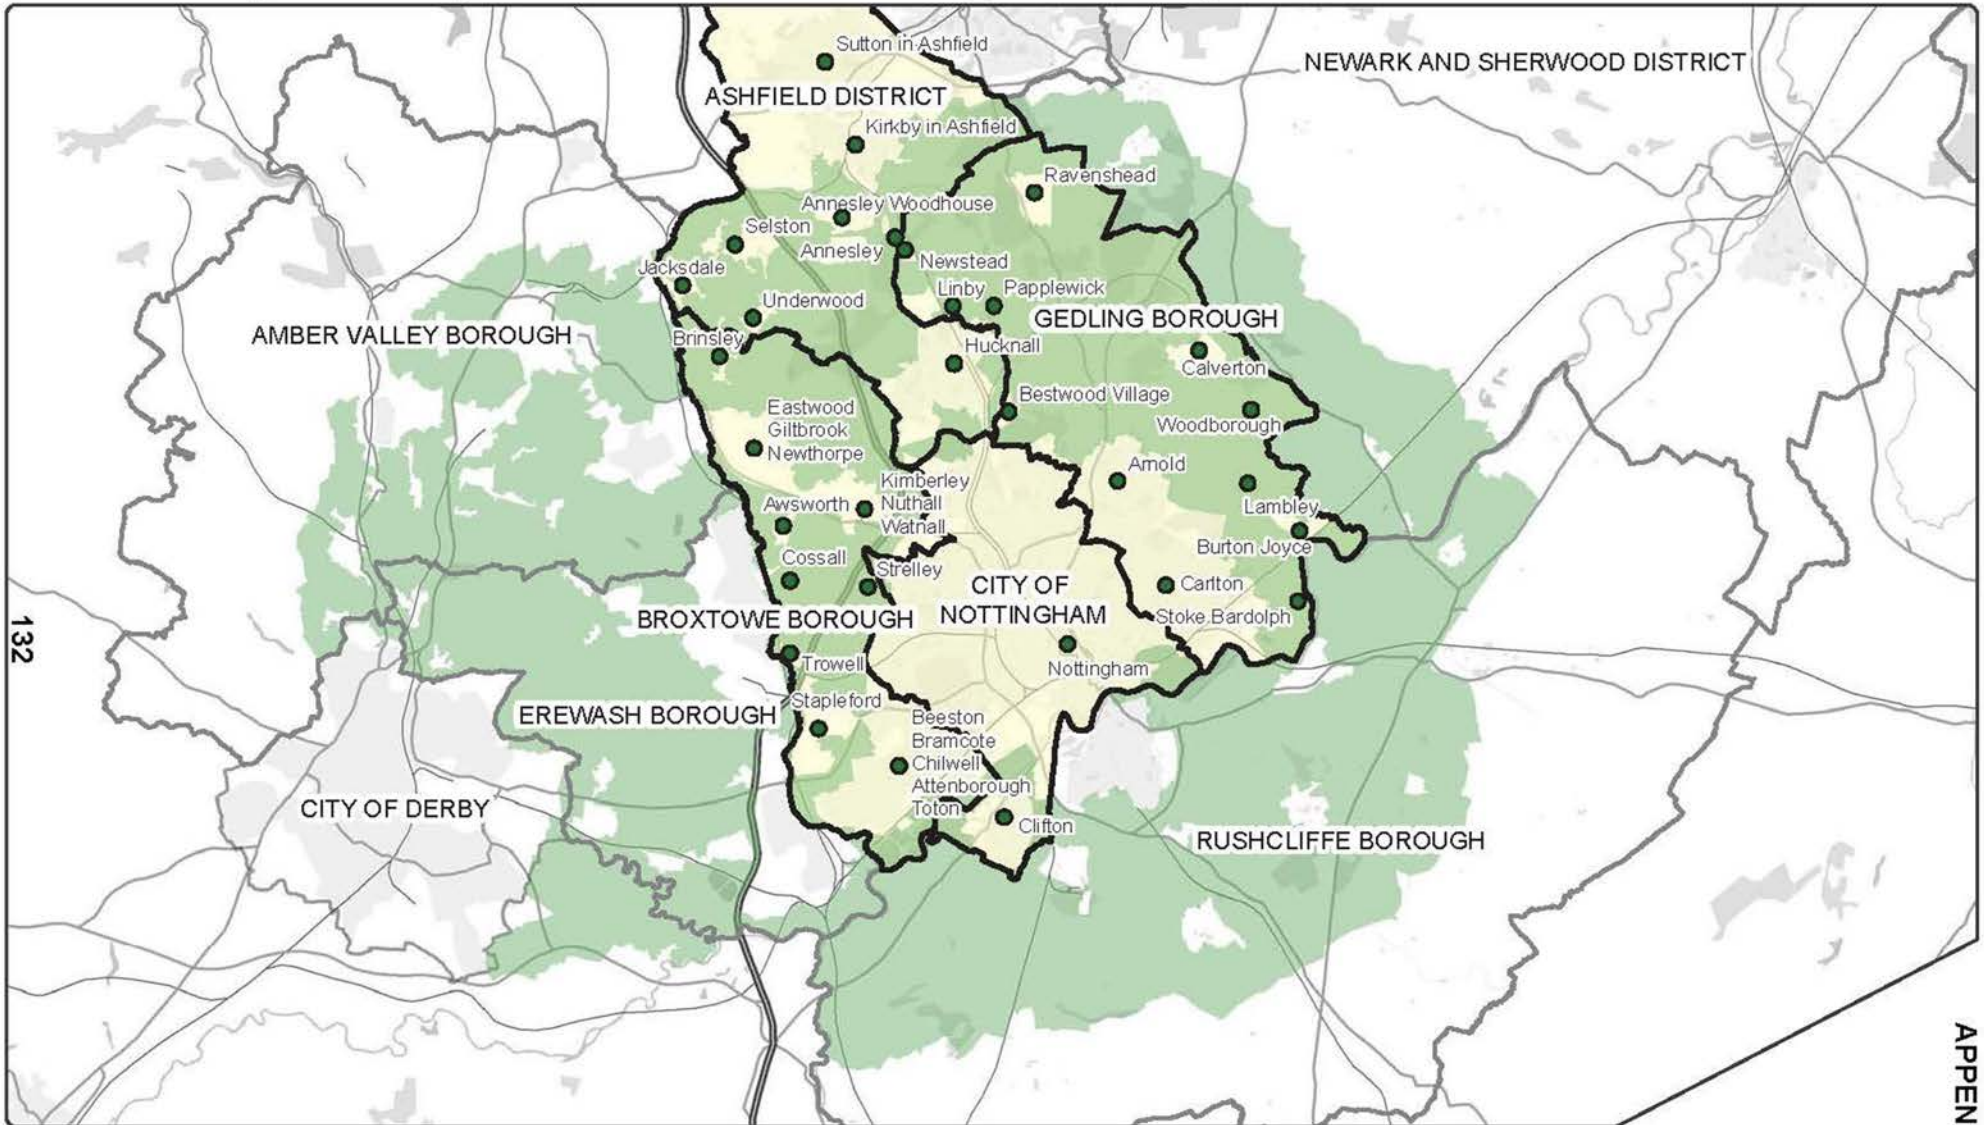 Sutton in Ashfield
NEWARK AND SHERWOOD DISTRICT
ASHFIELD DISTRICT
Kirkby in Ashfield
Ravenshead
Annesley Woodhouse
Selston
Annesley
Newstead
Jacksdale
Linby
Papplewick
Underwood
GEDLING BOROUGH
AMBER VALLEY BOROUGH
Brinsley
Hucknall
Calverton
Bestwood Village
Eastwood
Giltbrook
Newthorpe
Woodborough
Arnold
Kimberley
Nuthall
Watnall
Awsworth
Lambley
Burton Joyce
Cossall
Strelley
CITY OF
NOTTINGHAM
Carlton
BROXTOWE BOROUGH
Stoke Bardolph
132
Trowell
Nottingham
Stapleford
EREWASH BOROUGH
Beeston
Bramcote
Chilwell
Attenborough
Toton
CITY OF DERBY
Clifton
RUSHCLIFFE BOROUGH
APPEN